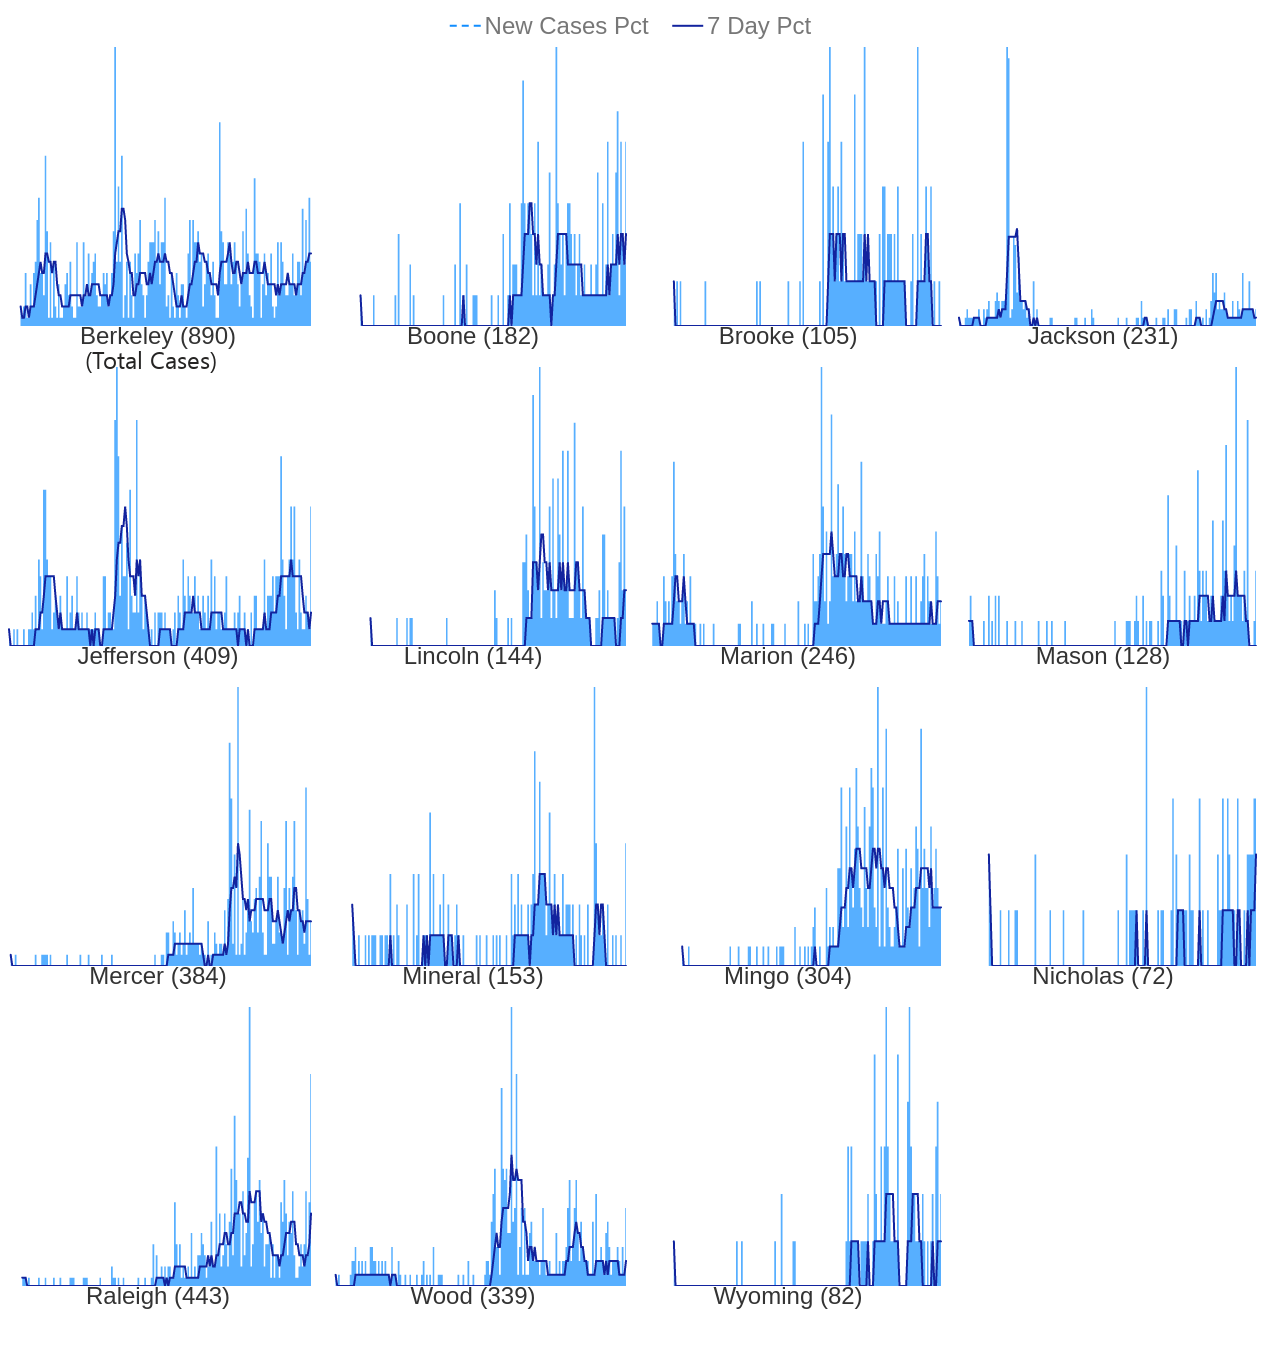 New Cases Pct 7 Day Pct
Berkeley (890) Boone (182) Brooke (105) Jackson (231)
(Total Cases)
Jefferson (409) Lincoln (144) Marion (246) Mason (128)
Mercer (384) Mineral (153) Mingo (304) Nicholas (72)
Raleigh (443) Wood (339) Wyoming (82)